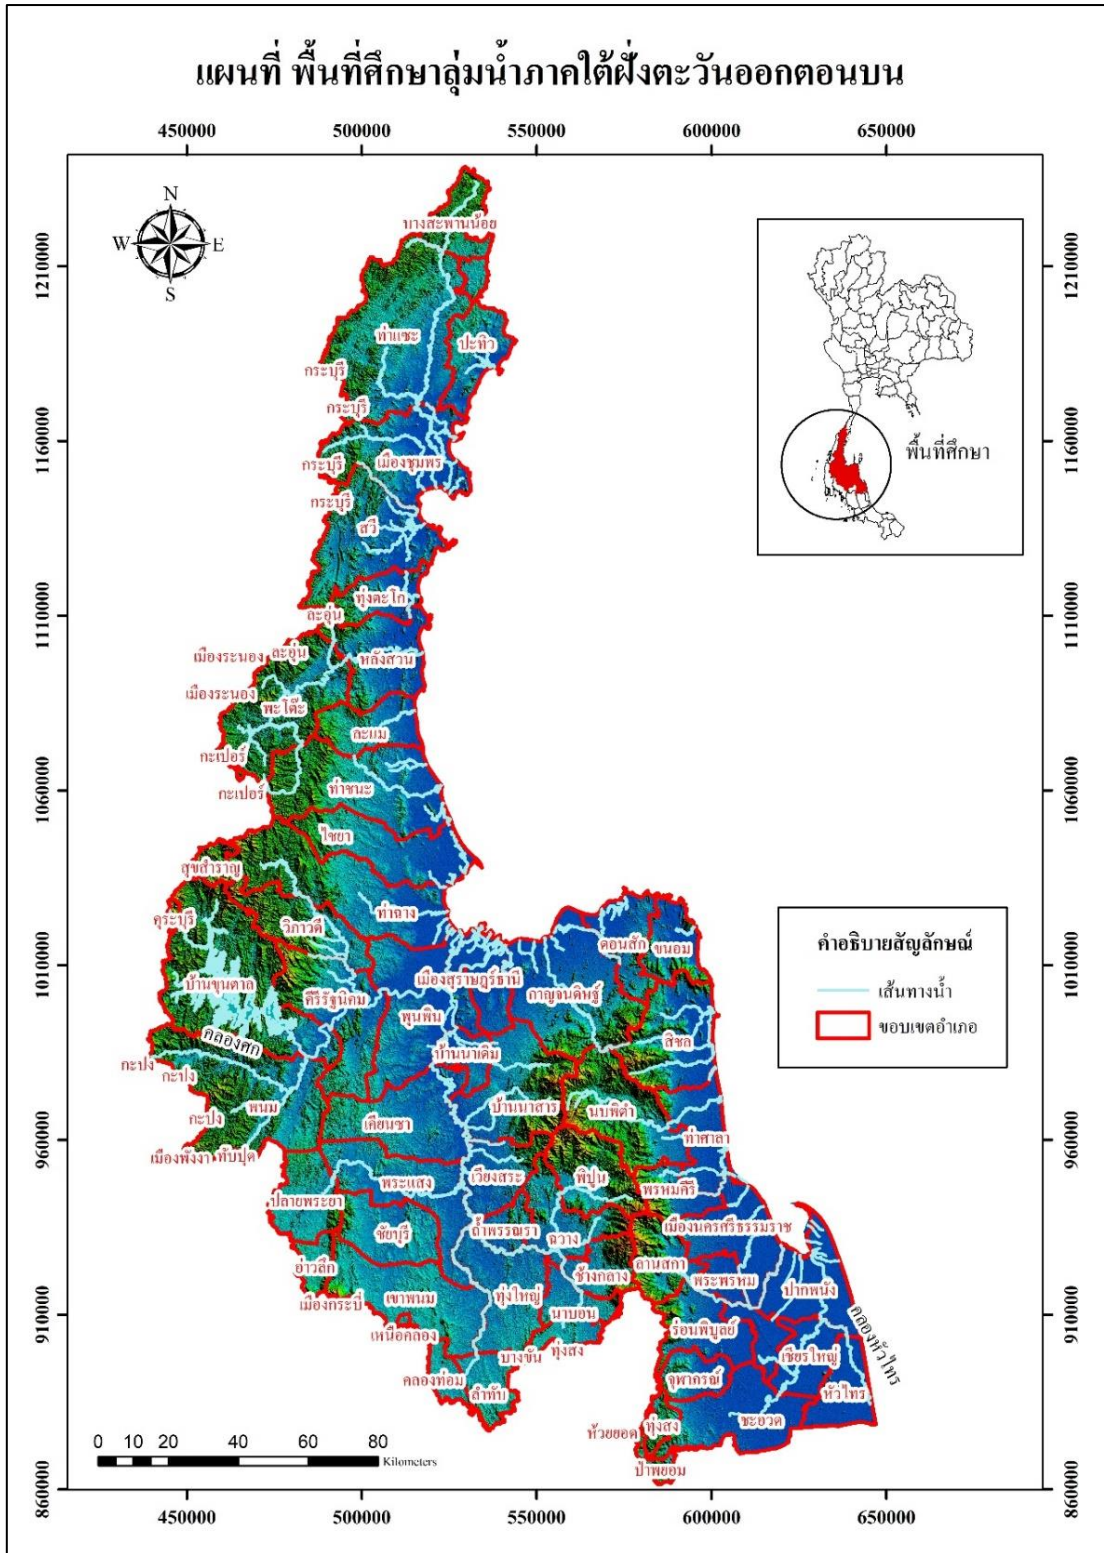 แผนที่ พื้นที่ศึกษาลุ่มน้ำภาคใต้ฝั่งตะวันออกตอนบน
450000 500000 550000 600000 650000
N
W E
S
1210000 1210000
1160000 1160000
1110000 1110000
1060000 1060000
1010000 1010000
960000 960000
910000 910000
860000 860000
พื้นที่ศึกษา
บางสะพานน้อย
ท่าแซะ
ปะทิว
กระบุรี
กระบุรี
กระบุรี
เมืองชุมพร
กระบุรี
สวี
ทุ่งตะโก
ละอุ่น
เมืองระนอง
ละอุ่น
หลังสวน
เมืองระนอง
พะโต๊ะ
ละแม
กะเปอร์
กะเปอร์
ท่าชนะ
ไชยา
สุขสำราญ
ท่าฉาง
คุระบุรี
วิภาวดี
ดอนสัก
ขนอม
คำอธิบายสัญลักษณ์
เส้นทางน้ำ
ขอบเขตอำเภอ
บ้านขุนตาล
คีรีรัฐนิคม
เมืองสุราษฎร์ธานี
กาญจนดิษฐ์
พุนพิน
คลองศก
บ้านนาเดิม
สิชล
กะปง
กะปง
พนม
กะปง
บ้านนาสาร
นบพิตำ
เคียนซา
ท่าศาลา
เมืองพังงา
ทับปุด
เวียงสระ
พิปูน
พระแสง
พรหมคีรี
ปลายพระยา
ชัยบุรี
ถ้ำพรรณรา
ฉวาง
เมืองนครศรีธรรมราช
อ่าวลึก
ช้างกลาง
ลานสกา
พระพรหม
ปากพนัง
เมืองกระบี่
เขาพนม
ทุ่งใหญ่
นาบอน
คลองหัวไทร
เหนือคลอง
ทุ่งสง
ร่อนพิบูลย์
บางขัน
เชียรใหญ่
คลองท่อม
จุฬาภรณ์
หัวไทร
ลำทับ
ชะอวด
ทุ่งสง
ห้วยยอด
ป่าพยอม
0 10 20 40 60 80
Kilometers
450000 500000 550000 600000 650000